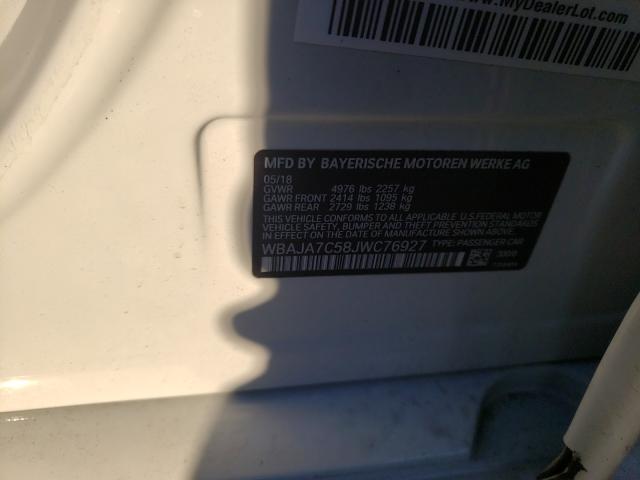 www.MyDealerLot.com
MFD BY BAYERISCHE MOTOREN WERKE AG
05/18
GVWR 4976 lbs 2257 kg
GAWR FRONT 2414 lbs 1095 kg
GAWR REAR 2729 lbs 1238 kg
THIS VEHICLE CONFORMS TO ALL APPLICABLE U.S.FEDERAL MOTOR
VEHICLE SAFETY, BUMPER AND THEFT PREVENTION STANDARDS
IN EFFECT ON THE DATE OF MANUFACTURE SHOWN ABOVE.
WBAJA7C58JWC76927 TYPE: PASSENGER CAR